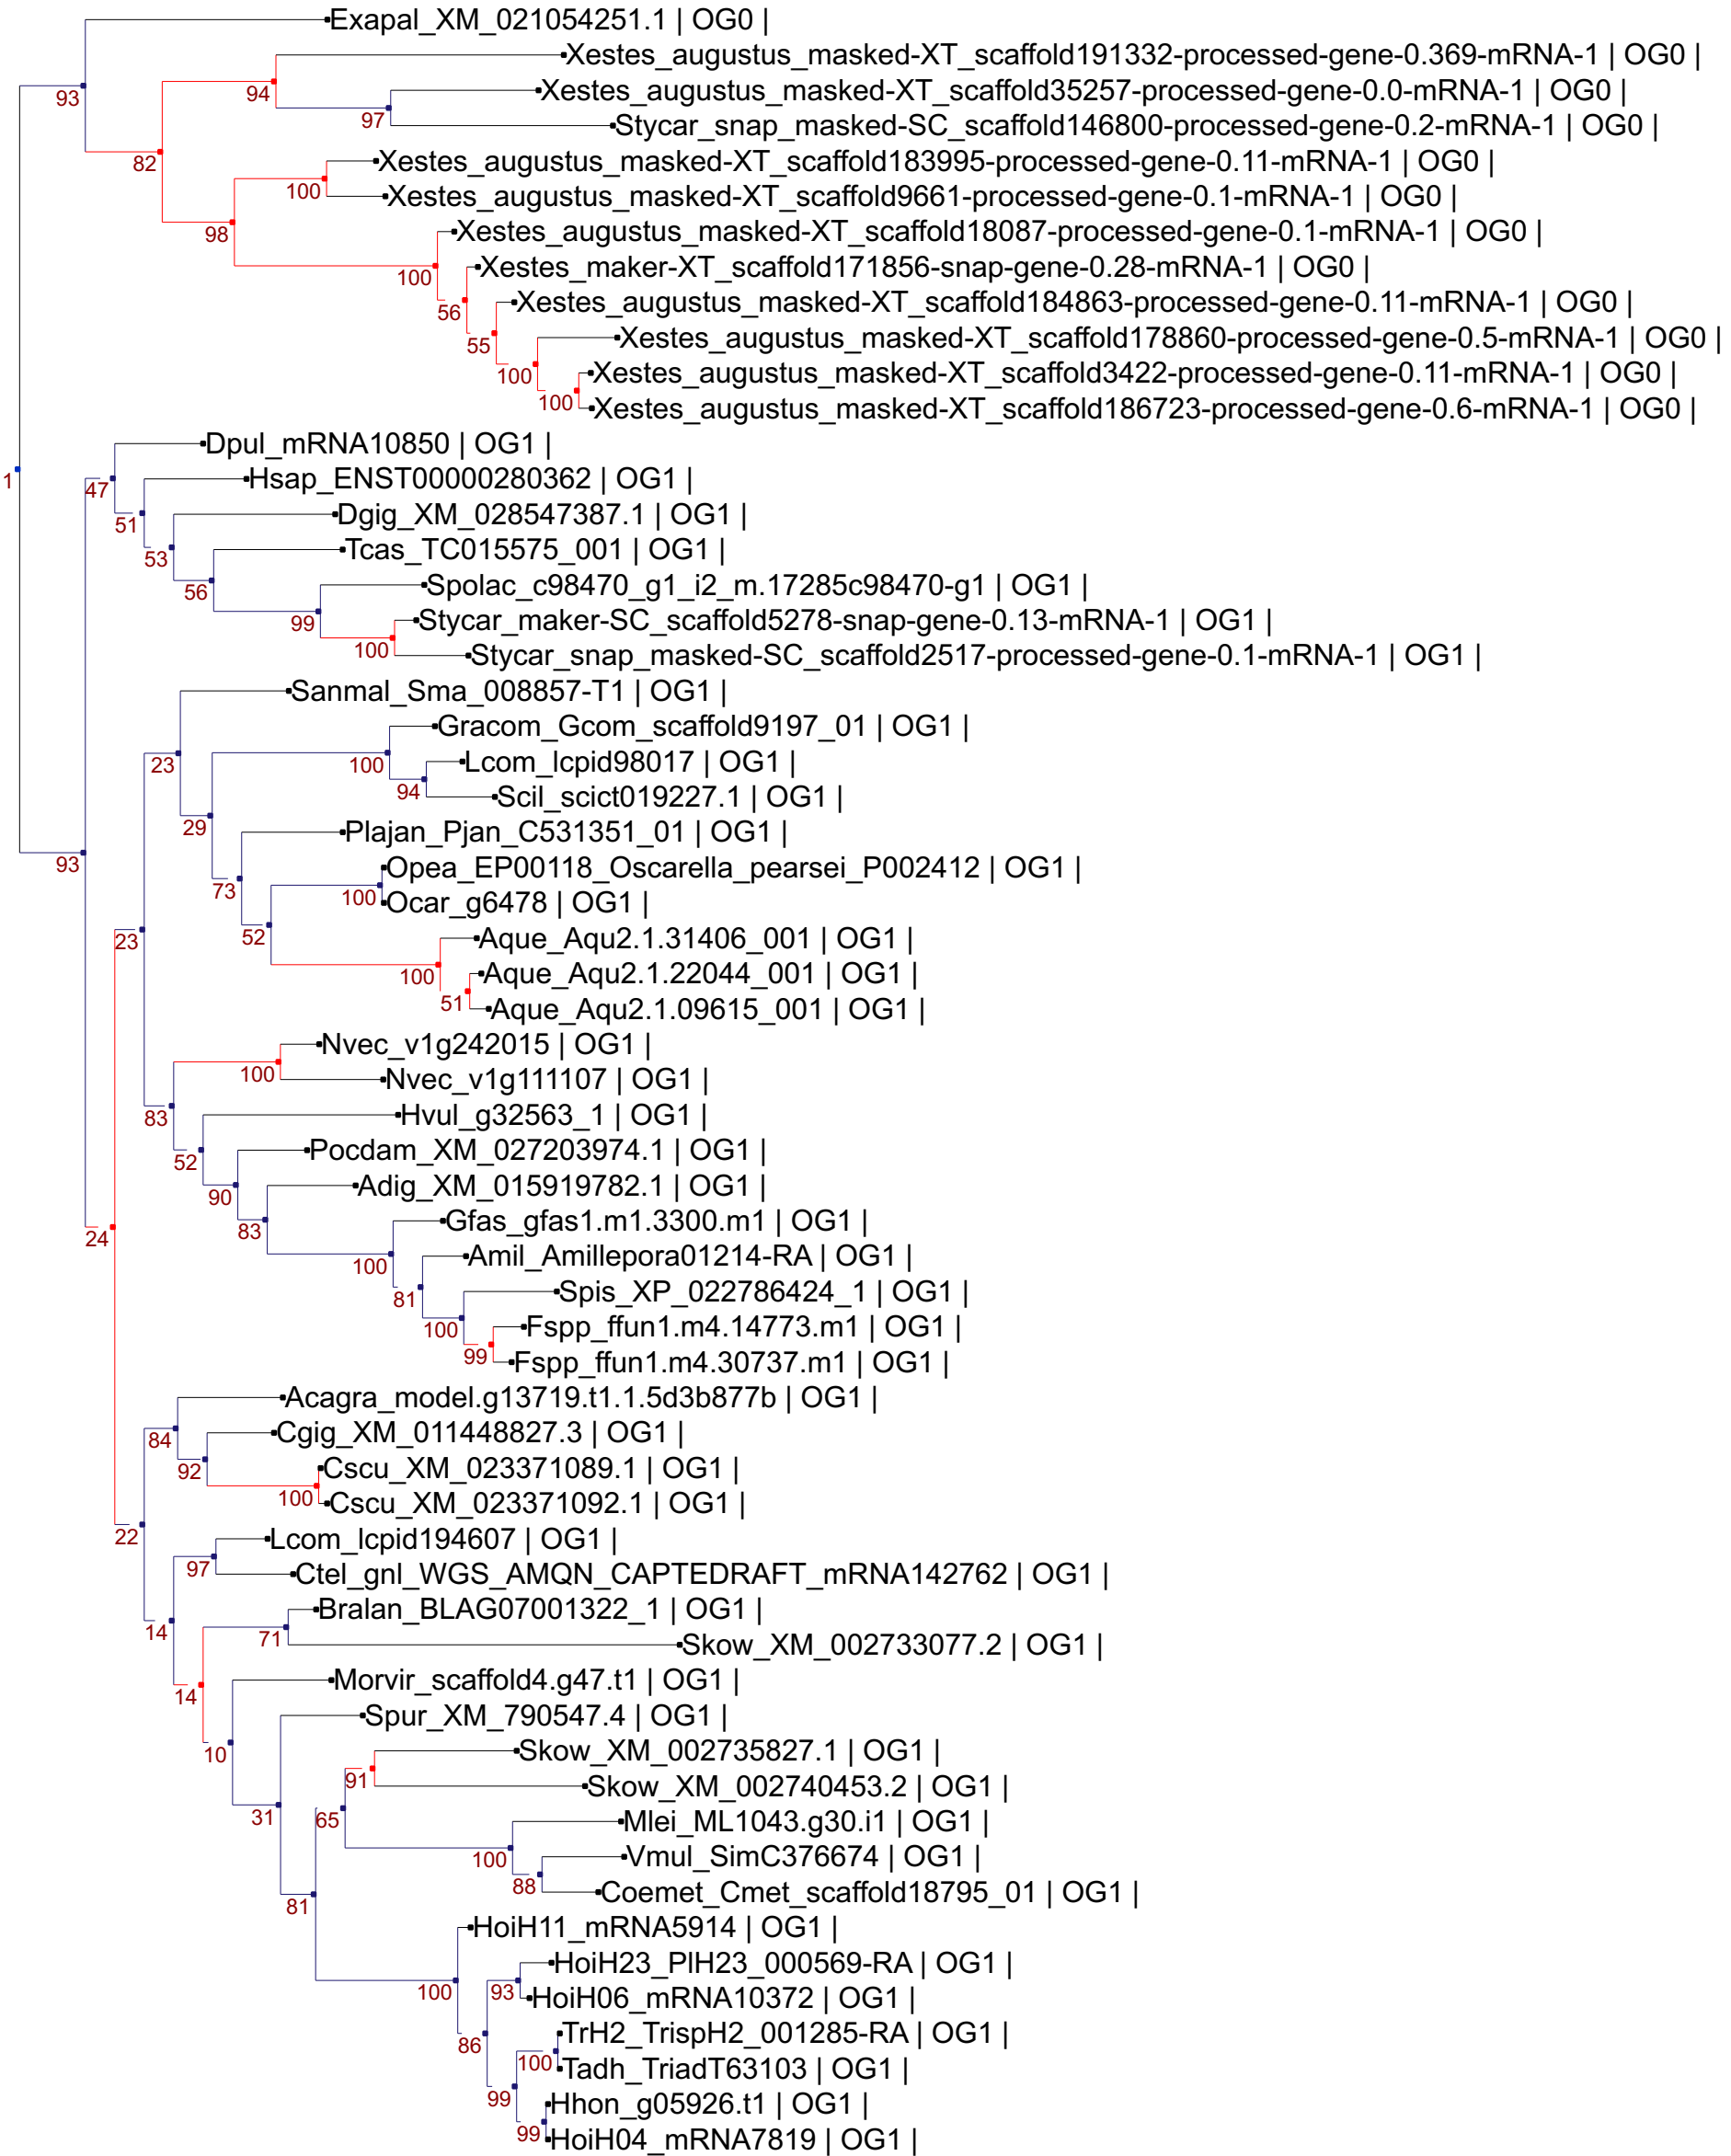 Exapal_XM_021054251.1 | OG0 |
Xestes_augustus_masked-XT_scaffold191332-processed-gene-0.369-mRNA-1 | OG0 |
93
94
Xestes_augustus_masked-XT_scaffold35257-processed-gene-0.0-mRNA-1 | OG0 |
97
Stycar_snap_masked-SC_scaffold146800-processed-gene-0.2-mRNA-1 | OG0 |
82
Xestes_augustus_masked-XT_scaffold183995-processed-gene-0.11-mRNA-1 | OG0 |
100
Xestes_augustus_masked-XT_scaffold9661-processed-gene-0.1-mRNA-1 | OG0 |
98
Xestes_augustus_masked-XT_scaffold18087-processed-gene-0.1-mRNA-1 | OG0 |
100
Xestes_maker-XT_scaffold171856-snap-gene-0.28-mRNA-1 | OG0 |
56
Xestes_augustus_masked-XT_scaffold184863-processed-gene-0.11-mRNA-1 | OG0 |
55
Xestes_augustus_masked-XT_scaffold178860-processed-gene-0.5-mRNA-1 | OG0 |
100
Xestes_augustus_masked-XT_scaffold3422-processed-gene-0.11-mRNA-1 | OG0 |
100
Xestes_augustus_masked-XT_scaffold186723-processed-gene-0.6-mRNA-1 | OG0 |
Dpul_mRNA10850 | OG1 |
1
47
Hsap_ENST00000280362 | OG1 |
51
Dgig_XM_028547387.1 | OG1 |
53
Tcas_TC015575_001 | OG1 |
56
Spolac_c98470_g1_i2_m.17285c98470-g1 | OG1 |
99
Stycar_maker-SC_scaffold5278-snap-gene-0.13-mRNA-1 | OG1 |
100
Stycar_snap_masked-SC_scaffold2517-processed-gene-0.1-mRNA-1 | OG1 |
Sanmal_Sma_008857-T1 | OG1 |
Gracom_Gcom_scaffold9197_01 | OG1 |
23
100
Lcom_lcpid98017 | OG1 |
94
Scil_scict019227.1 | OG1 |
29
Plajan_Pjan_C531351_01 | OG1 |
93
Opea_EP00118_Oscarella_pearsei_P002412 | OG1 |
73
100
Ocar_g6478 | OG1 |
23
52
Aque_Aqu2.1.31406_001 | OG1 |
100
Aque_Aqu2.1.22044_001 | OG1 |
51
Aque_Aqu2.1.09615_001 | OG1 |
Nvec_v1g242015 | OG1 |
100
Nvec_v1g111107 | OG1 |
83
Hvul_g32563_1 | OG1 |
Pocdam_XM_027203974.1 | OG1 |
52
Adig_XM_015919782.1 | OG1 |
90
Gfas_gfas1.m1.3300.m1 | OG1 |
24
83
Amil_Amillepora01214-RA | OG1 |
100
Spis_XP_022786424_1 | OG1 |
81
Fspp_ffun1.m4.14773.m1 | OG1 |
100
99
Fspp_ffun1.m4.30737.m1 | OG1 |
Acagra_model.g13719.t1.1.5d3b877b | OG1 |
84
Cgig_XM_011448827.3 | OG1 |
92
Cscu_XM_023371089.1 | OG1 |
100
Cscu_XM_023371092.1 | OG1 |
22
Lcom_lcpid194607 | OG1 |
97
Ctel_gnl_WGS_AMQN_CAPTEDRAFT_mRNA142762 | OG1 |
Bralan_BLAG07001322_1 | OG1 |
14
71
Skow_XM_002733077.2 | OG1 |
Morvir_scaffold4.g47.t1 | OG1 |
14
Spur_XM_790547.4 | OG1 |
10
Skow_XM_002735827.1 | OG1 |
91
Skow_XM_002740453.2 | OG1 |
31
65
Mlei_ML1043.g30.i1 | OG1 |
100
Vmul_SimC376674 | OG1 |
88
Coemet_Cmet_scaffold18795_01 | OG1 |
81
HoiH11_mRNA5914 | OG1 |
HoiH23_PlH23_000569-RA | OG1 |
100
93
HoiH06_mRNA10372 | OG1 |
86
TrH2_TrispH2_001285-RA | OG1 |
100
Tadh_TriadT63103 | OG1 |
99
Hhon_g05926.t1 | OG1 |
99
HoiH04_mRNA7819 | OG1 |